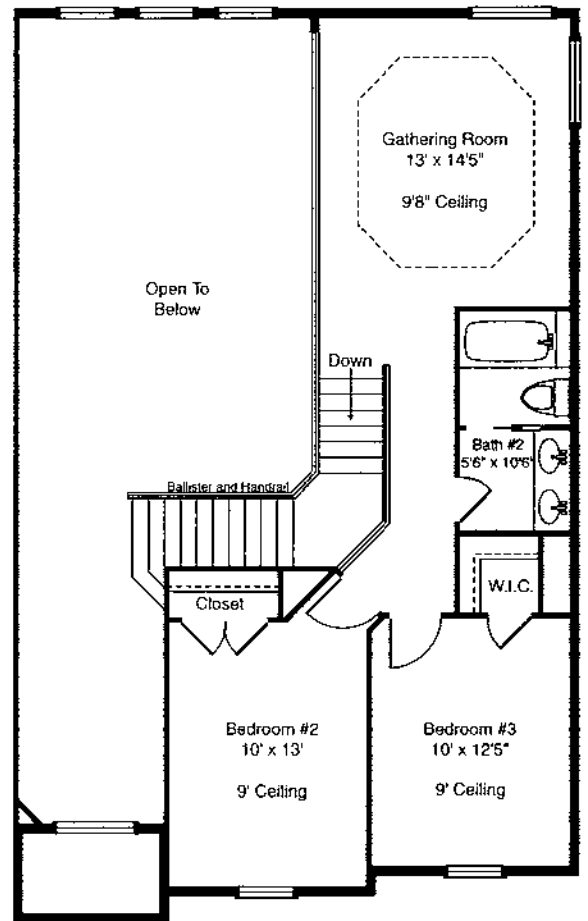 Gathering Room
13' x 14'5"
9'8" Ceiling
Open To
Below
Down
Bath #2
5'6" x 10'6"
Ballister and Handrail
W.I.C.
Closet
Bedroom #2
10' x 13'
9' Ceiling
Bedroom #3
10' x 12'5"
9' Ceiling